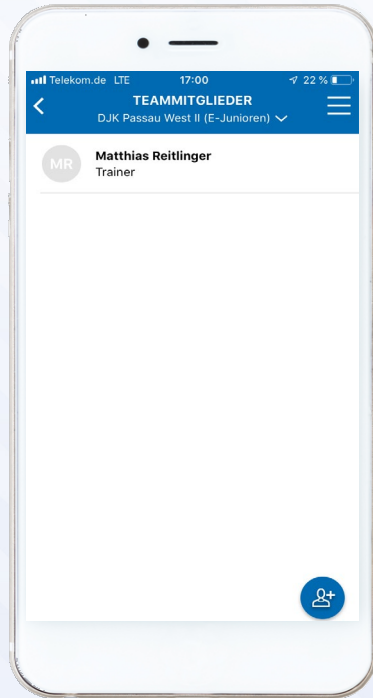 Telekom.de LTE 17:00 22 %
TEAMMITGLIEDER
DJK Passau West II (E-Junioren)
MR Matthias Reitlinger
Trainer